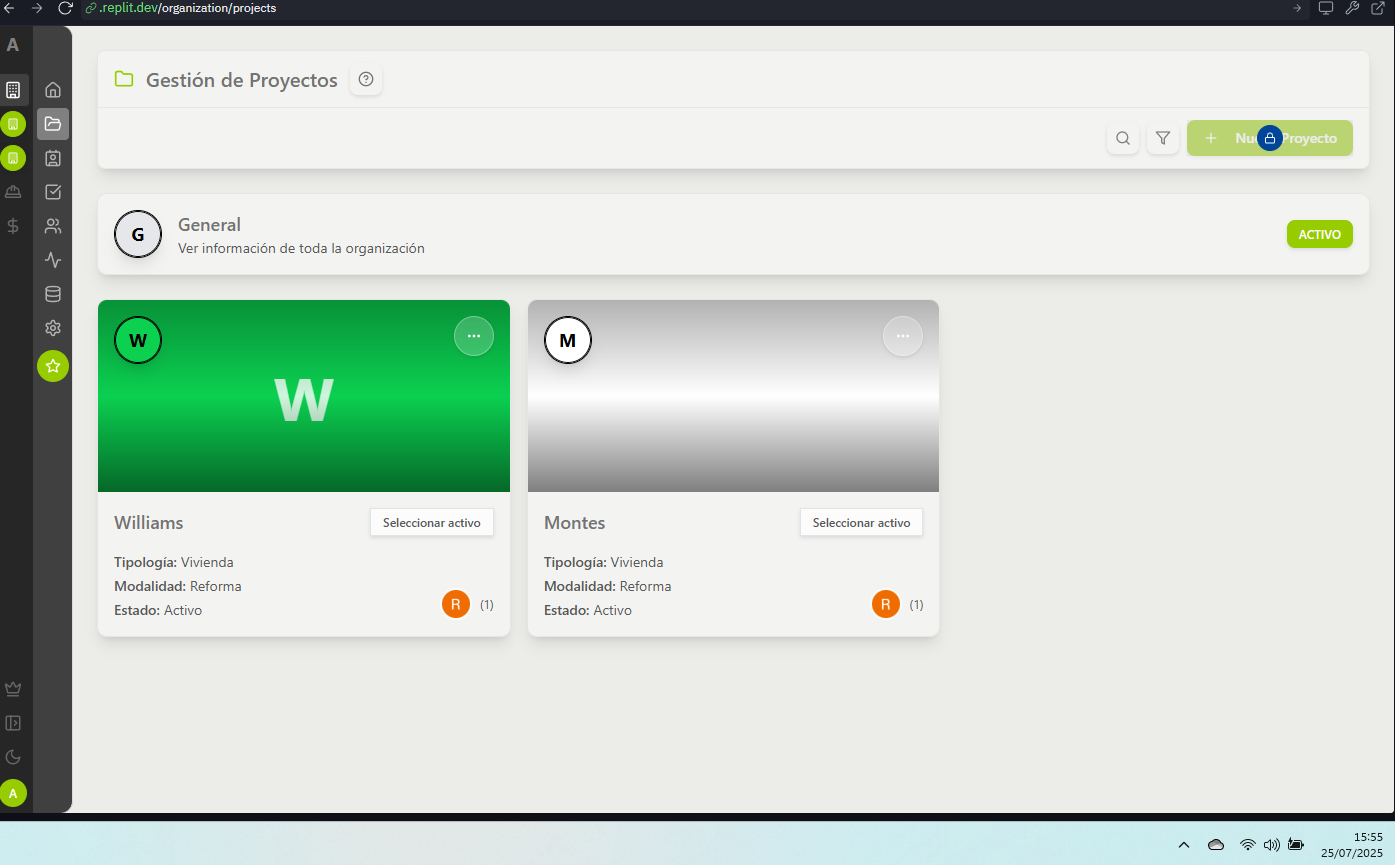 .replit.dev/organization/projects
A
Gestión de Proyectos
Proyecto
G
General
Ver información de toda la organización
ACTIVO
W
W
M
Williams
Seleccionar activo
Tipología: Vivienda
Modalidad: Reforma
Estado: Activo
R (1)
Montes
Seleccionar activo
Tipología: Vivienda
Modalidad: Reforma
Estado: Activo
R (1)
A
15:55
25/07/2025